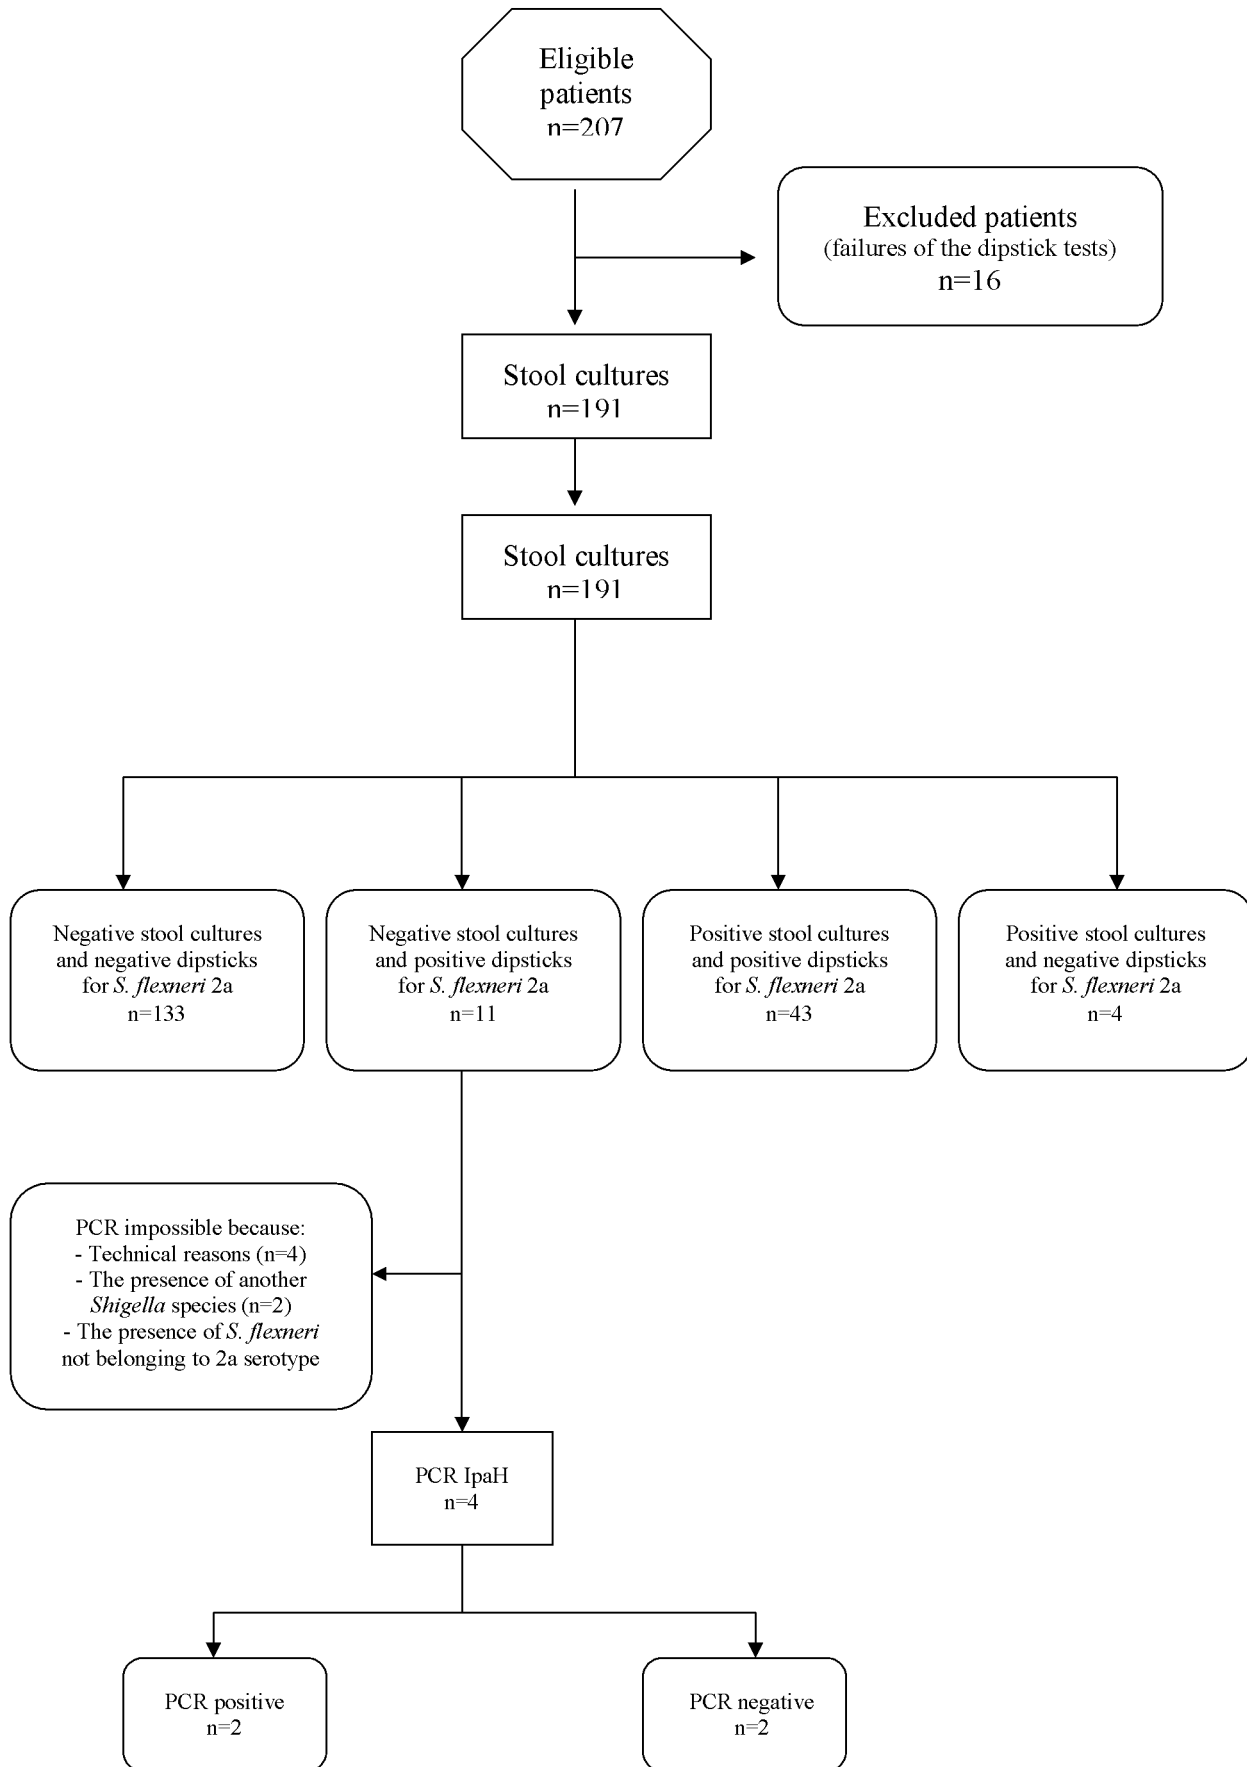 Eligible
patients
n=207
Excluded patients
(failures of the dipstick tests)
n=16
Stool cultures
n=191
Stool cultures
n=191
Negative stool cultures
and negative dipsticks
for S. flexneri 2a
n=133
Negative stool cultures
and positive dipsticks
for S. flexneri 2a
n=11
Positive stool cultures
and positive dipsticks
for S. flexneri 2a
n=43
Positive stool cultures
and negative dipsticks
for S. flexneri 2a
n=4
PCR impossible because:
- Technical reasons (n=4)
- The presence of another
Shigella species (n=2)
- The presence of S. flexneri
not belonging to 2a serotype
PCR IpaH
n=4
PCR positive
n=2
PCR negative
n=2